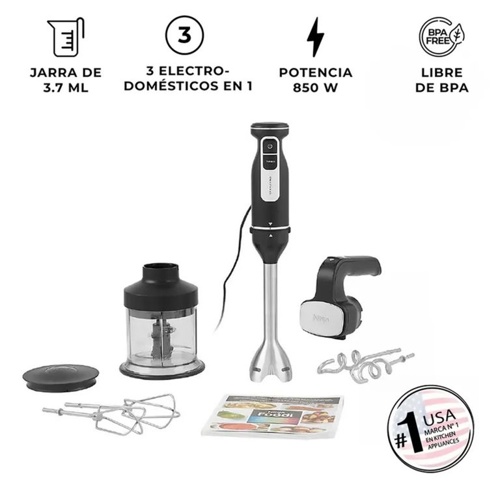 JARRA DE
3.7 ML
3
3 ELECTRO-
DOMÉSTICOS EN 1
POTENCIA
850 W
BPA
FREE
LIBRE
DE BPA
#1
USA
MARCA Nº 1
EN KITCHEN
APPLIANCES